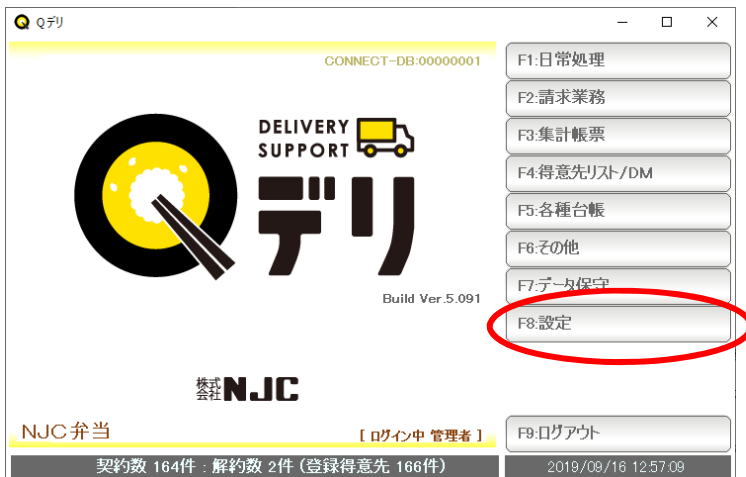 Qデリ
CONNECT-DB:00000001
DELIVERY
SUPPORT
Qデリ
Build Ver.5.091
株式会社NJC
NJC弁当
[ ログイン中 管理者 ]
契約数 164件 : 解約数 2件 (登録得意先 166件)
F1:日常処理
F2:請求業務
F3:集計帳票
F4:得意先リスト/DM
F5:各種台帳
F6:その他
F7:データ保守
F8:設定
F9:ログアウト
2019/09/16 12:57:09